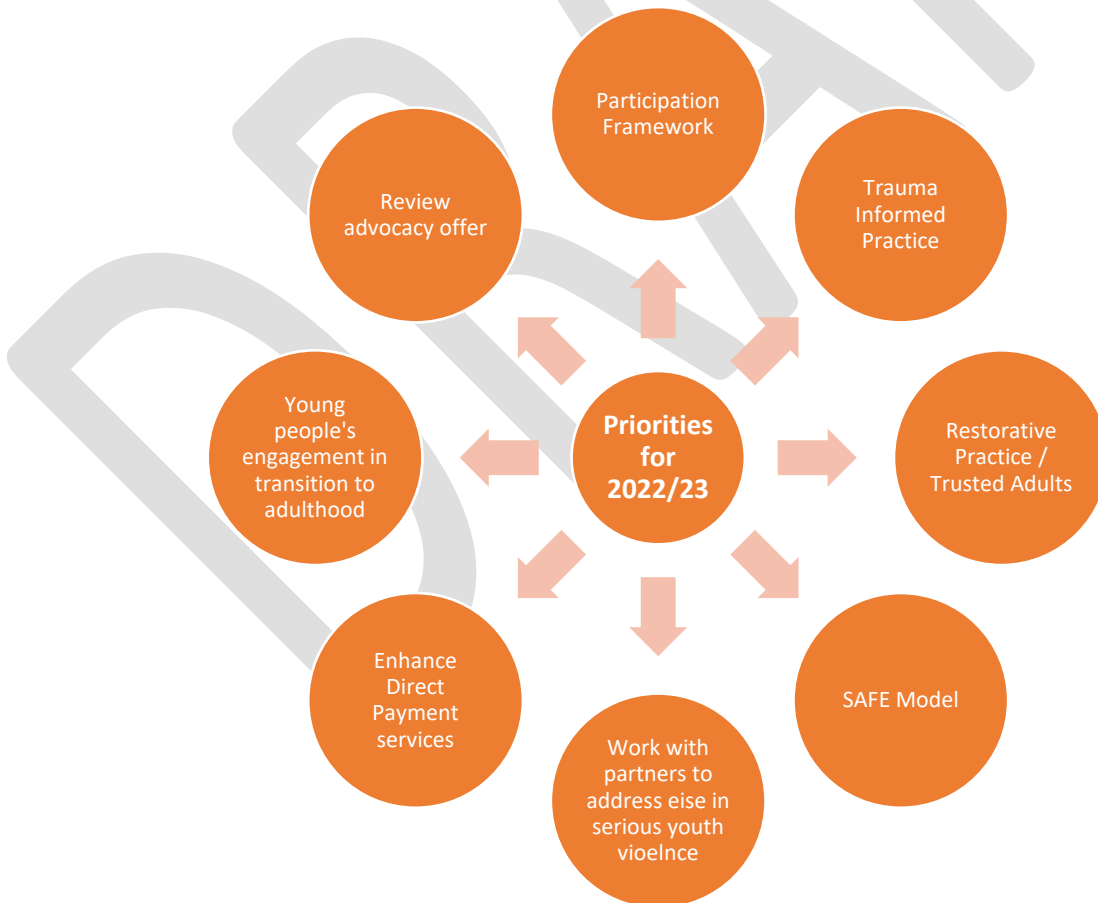 Participation
Framework
Trauma
Informed
Practice
Restorative
Practice /
Trusted Adults
SAFE Model
Work with
partners to
address eise in
serious youth
vioelnce
Enhance
Direct
Payment
services
Young
people's
engagement in
transition to
adulthood
Review
advocacy offer
Priorities
for
2022/23